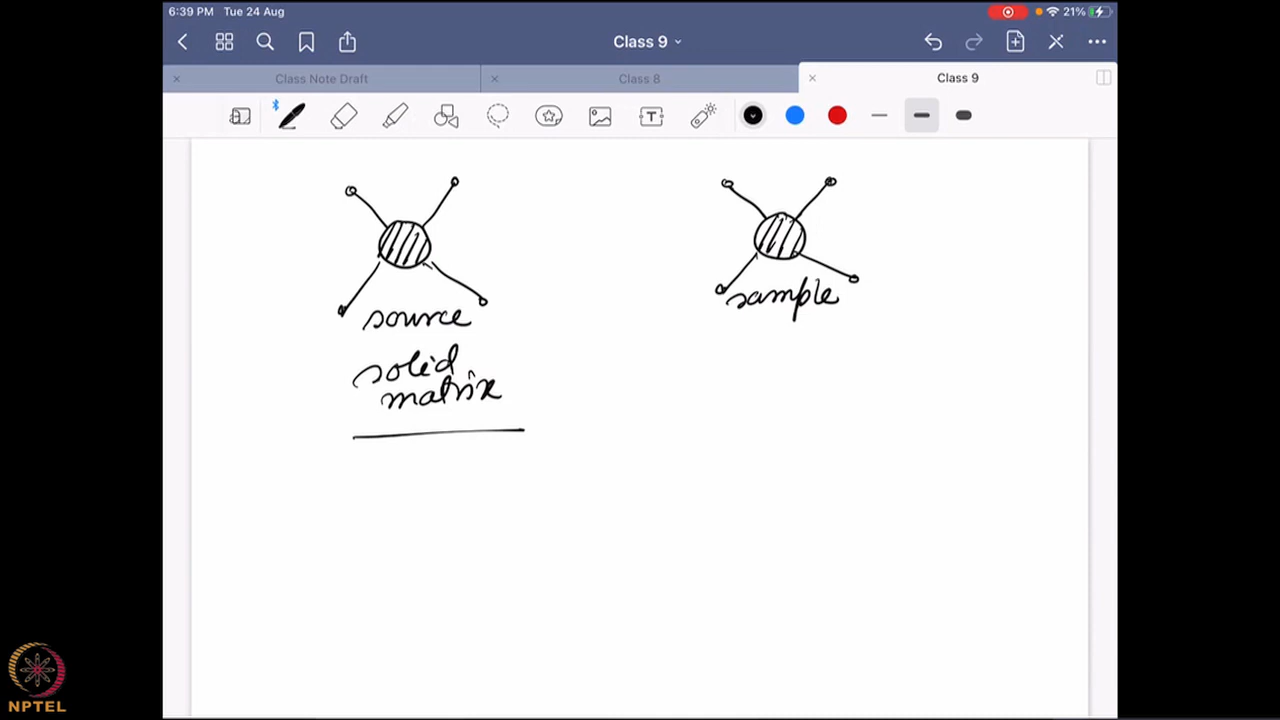 6:39 PM Tue 24 Aug
21%
Class 9
Class Note Draft
Class 8
Class 9
T
source
sample
solid
matrix
NPTEL